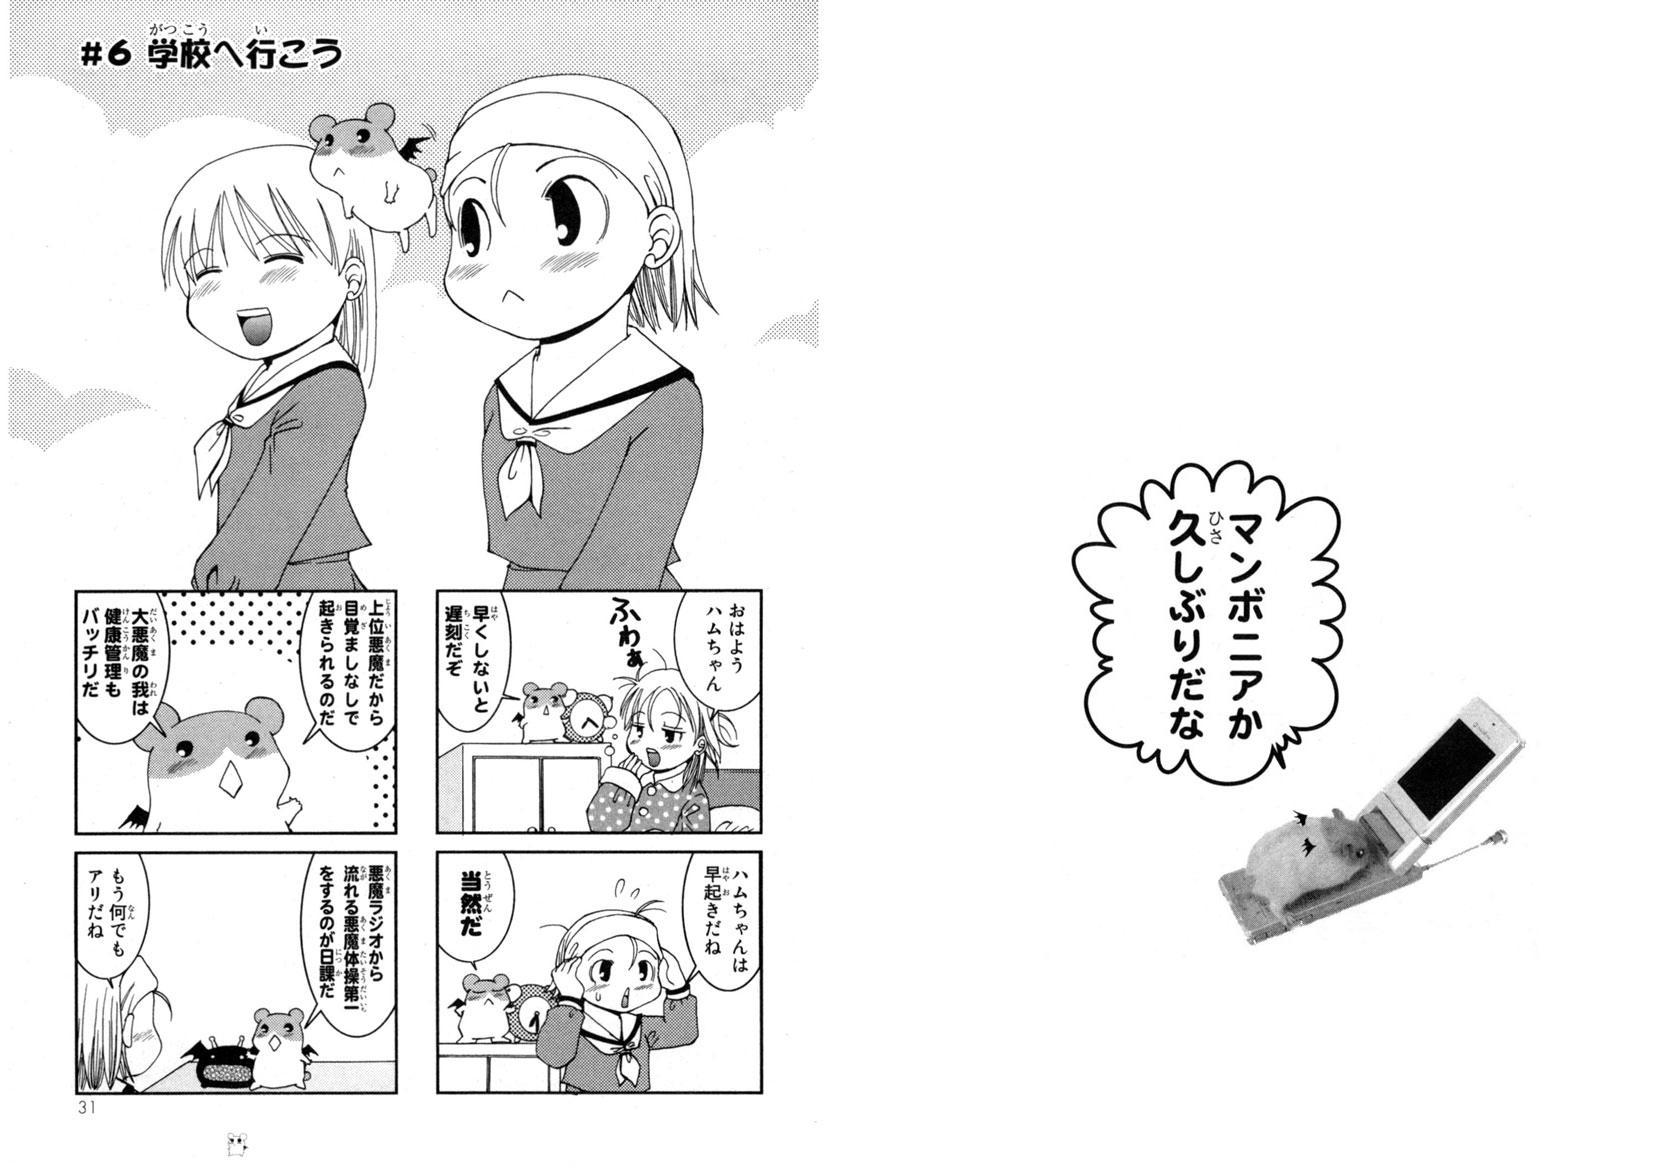 マンボニアか
久しぶりだな
#6 学校へ行こう
おはよう
ハムちゃん
ふわぁ
早くしないと
遅刻だぞ
ハムちゃんは
早起きだね
当然だ
上位悪魔だから
目覚ましなしで
起きられるのだ
大悪魔の我は
健康管理も
バッチリだ
悪魔ラジオから
流れる悪魔体操第一
をするのが日課だ
もう何でも
アリだね
31